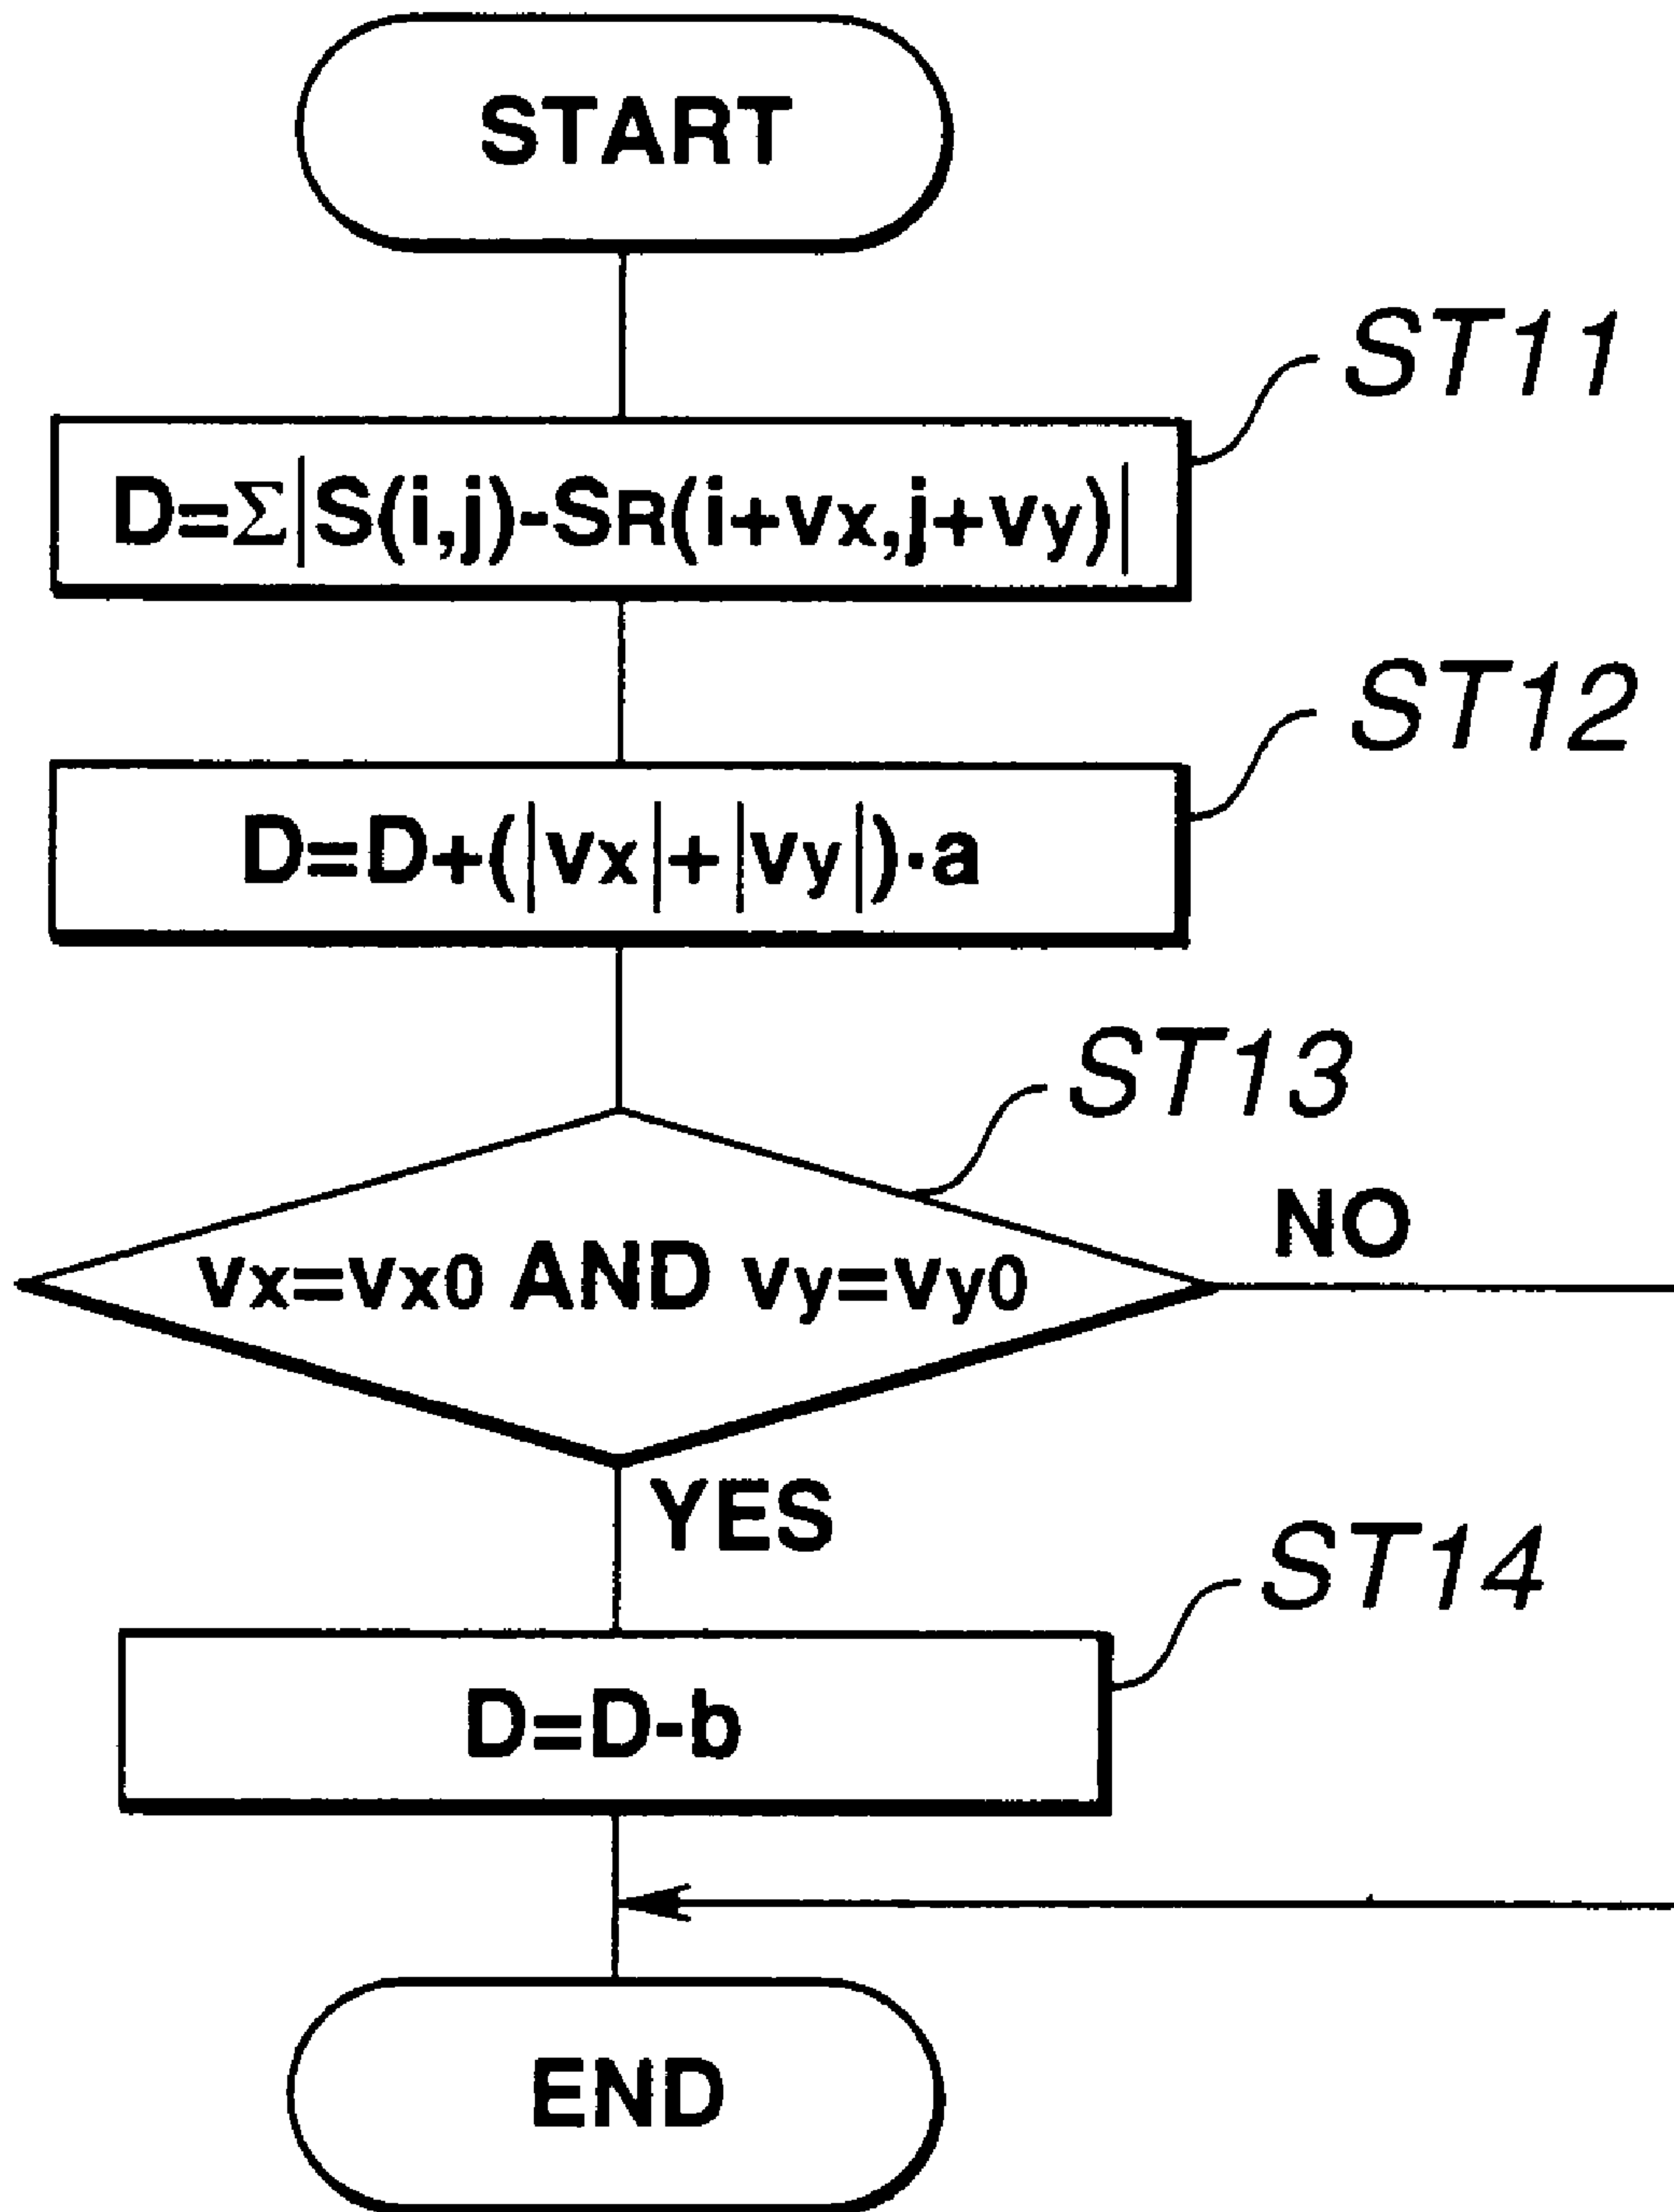 START
ST11
D=Σ|S(i,j)-SR(i+vx,j+vy)|
ST12
D=D+(|vx|+|vy|)·a
ST13
NO
vx=vx0 AND vy=vy0
YES
ST14
D=D-b
END